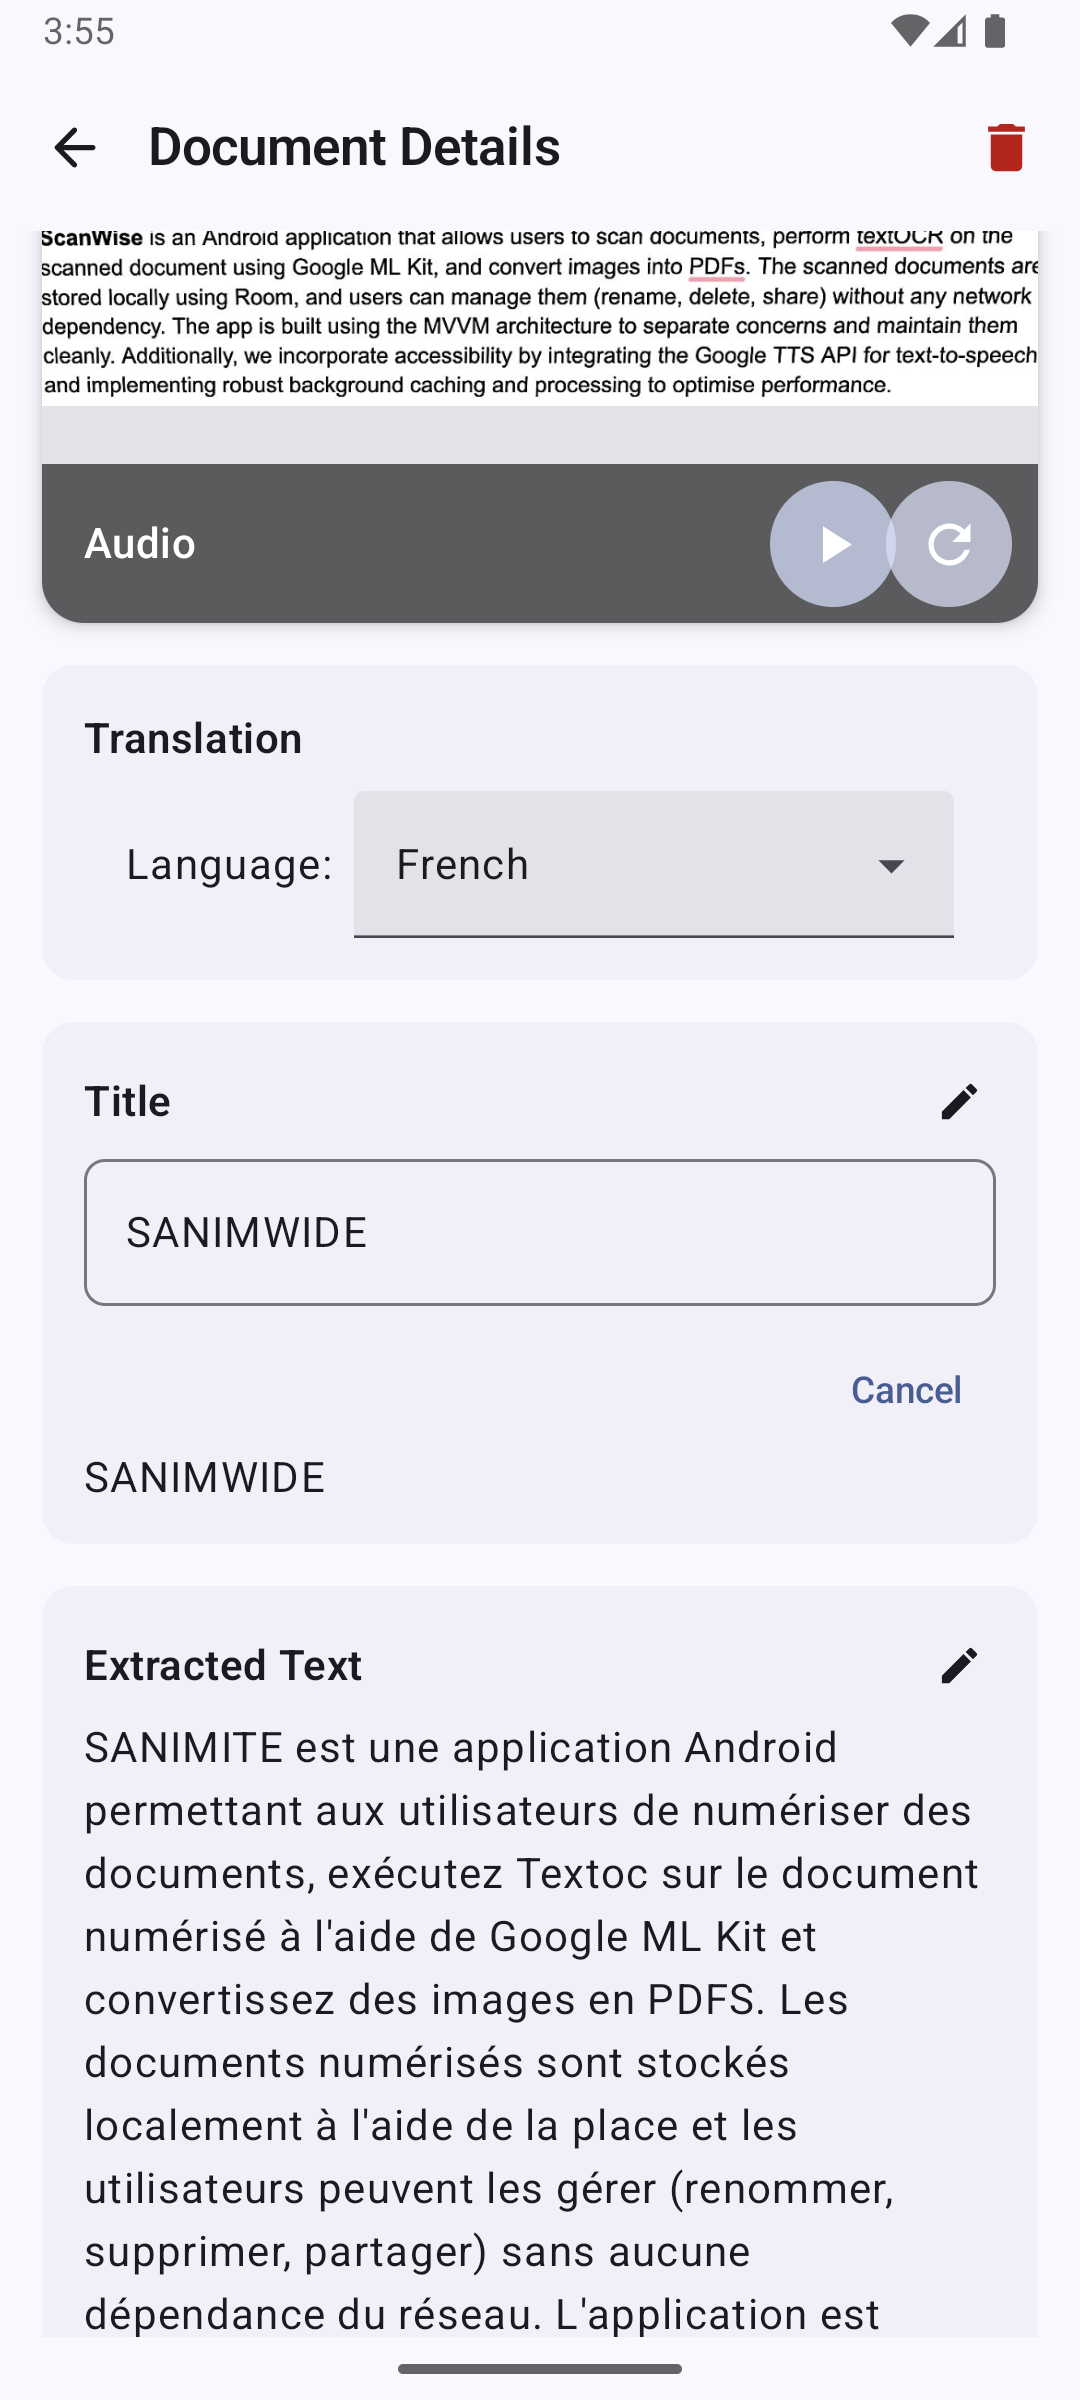 3:55
Document Details
ScanWise is an Android application that allows users to scan documents, perform textOCR on the
scanned document using Google ML Kit, and convert images into PDFs. The scanned documents are
stored locally using Room, and users can manage them (rename, delete, share) without any network
dependency. The app is built using the MVVM architecture to separate concerns and maintain them
cleanly. Additionally, we incorporate accessibility by integrating the Google TTS API for text-to-speech
and implementing robust background caching and processing to optimise performance.
Audio
Translation
Language: French
Title
SANIMWIDE
Cancel
SANIMWIDE
Extracted Text
SANIMITE est une application Android
permettant aux utilisateurs de numériser des
documents, exécutez Textoc sur le document
numérisé à l'aide de Google ML Kit et
convertissez des images en PDFS. Les
documents numérisés sont stockés
localement à l'aide de la place et les
utilisateurs peuvent les gérer (renommer,
supprimer, partager) sans aucune
dépendance du réseau. L'application est